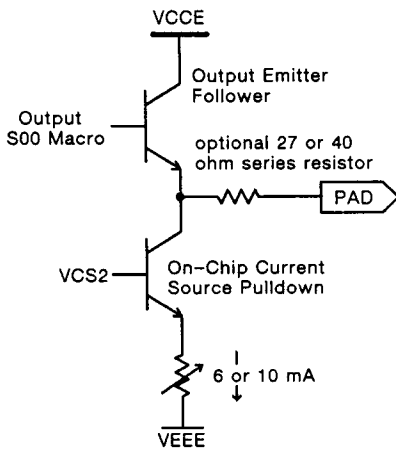 VCCE
Output Emitter
Follower
Output
S00 Macro
optional 27 or 40
ohm series resistor
PAD
VCS2
On-Chip Current
Source Pulldown
I
6 or 10 mA
VEEE